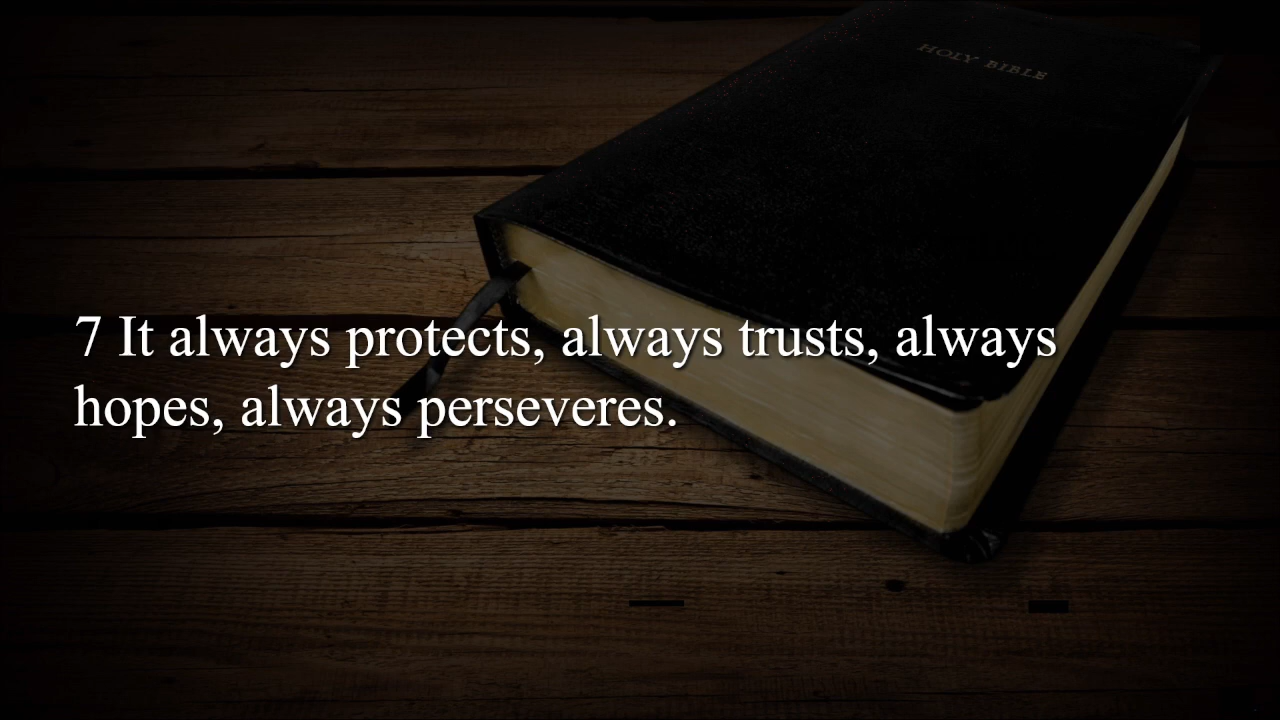 HOLY BIBLE
7 It always protects, always trusts, always
hopes, always perseveres.